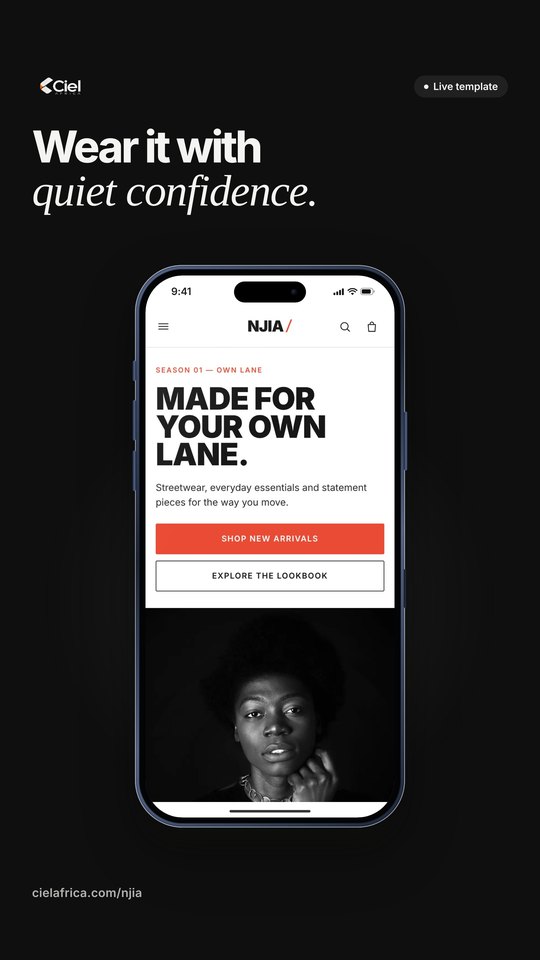 Ciel
Live template
Wear it with
quiet confidence.
9:41
NJIA/
SEASON 01 — OWN LANE
MADE FOR
YOUR OWN
LANE.
Streetwear, everyday essentials and statement
pieces for the way you move.
SHOP NEW ARRIVALS
EXPLORE THE LOOKBOOK
cielafrica.com/njia